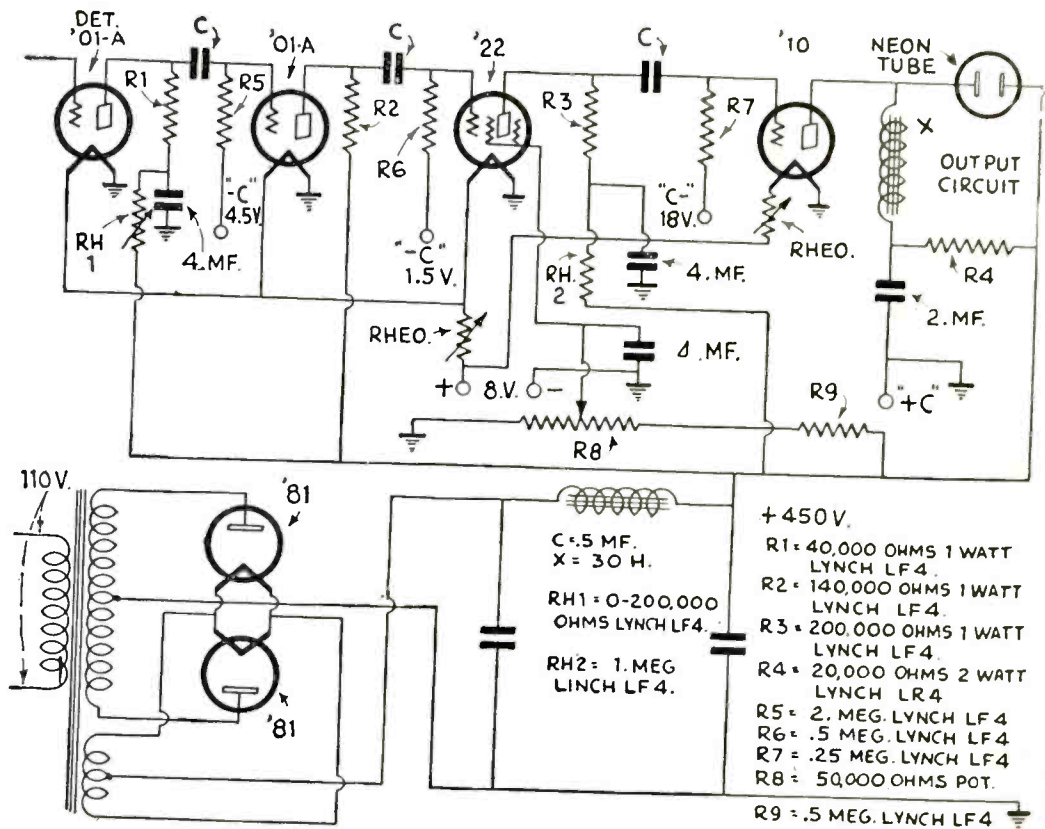 DET.
'01-A
C
'01-A
C
'22
'10
NEON
TUBE
R1
R5
R2
R6
R3
C
R7
X
OUTPUT
CIRCUIT
"-C"
4.5V.
RH
1
4.MF.
"-C"
1.5 V.
"C-"
18V.
RHEO.
RH.
2
4.MF.
R4
2.MF.
RHEO.
4.MF.
+
8.V.
-
R8
R9
"+C"
110V.
'81
'81
C=.5 MF.
X= 30 H.
RH1 = 0-200,000
OHMS LYNCH LF4.
RH2= 1.MEG
LINCH LF4.
+450V.
R1= 40,000 OHMS 1 WATT
LYNCH LF4.
R2= 140,000 OHMS 1 WATT
LYNCH LF4.
R3= 200,000 OHMS 1 WATT
LYNCH LF4.
R4= 20,000 OHMS 2 WATT
LYNCH LR4
R5= 2. MEG. LYNCH LF4
R6= .5 MEG. LYNCH LF4
R7= .25 MEG. LYNCH LF4
R8= 50,000 OHMS POT.
R9=.5 MEG. LYNCH LF4